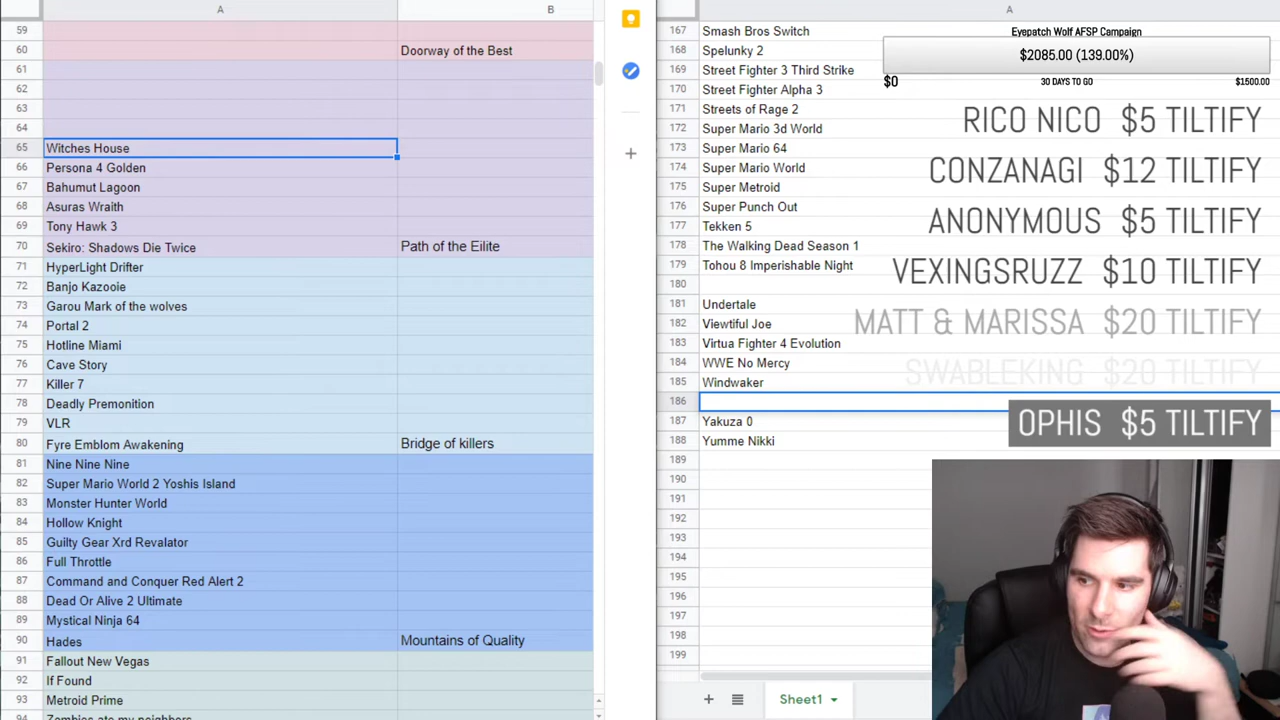 A
B
59
60 Doorway of the Best
61
62
63
64
65 Witches House
66 Persona 4 Golden
67 Bahumut Lagoon
68 Asuras Wraith
69 Tony Hawk 3
70 Sekiro: Shadows Die Twice Path of the Eilite
71 HyperLight Drifter
72 Banjo Kazooie
73 Garou Mark of the wolves
74 Portal 2
75 Hotline Miami
76 Cave Story
77 Killer 7
78 Deadly Premonition
79 VLR
80 Fyre Emblom Awakening Bridge of killers
81 Nine Nine Nine
82 Super Mario World 2 Yoshis Island
83 Monster Hunter World
84 Hollow Knight
85 Guilty Gear Xrd Revalator
86 Full Throttle
87 Command and Conquer Red Alert 2
88 Dead Or Alive 2 Ultimate
89 Mystical Ninja 64
90 Hades Mountains of Quality
91 Fallout New Vegas
92 If Found
93 Metroid Prime
94 Zombies ate my neighbors
A
167 Smash Bros Switch
168 Spelunky 2
169 Street Fighter 3 Third Strike
170 Street Fighter Alpha 3
171 Streets of Rage 2
172 Super Mario 3d World
173 Super Mario 64
174 Super Mario World
175 Super Metroid
176 Super Punch Out
177 Tekken 5
178 The Walking Dead Season 1
179 Tohou 8 Imperishable Night
180
181 Undertale
182 Viewtiful Joe
183 Virtua Fighter 4 Evolution
184 WWE No Mercy
185 Windwaker
186
187 Yakuza 0
188 Yumme Nikki
189
190
191
192
193
194
195
196
197
198
199
Sheet1
Eyepatch Wolf AFSP Campaign
$2085.00 (139.00%)
$0 30 DAYS TO GO $1500.00
RICO NICO $5 TILTIFY
CONZANAGI $12 TILTIFY
ANONYMOUS $5 TILTIFY
VEXINGSRUZZ $10 TILTIFY
MATT & MARISSA $20 TILTIFY
SWABLEKING $20 TILTIFY
OPHIS $5 TILTIFY